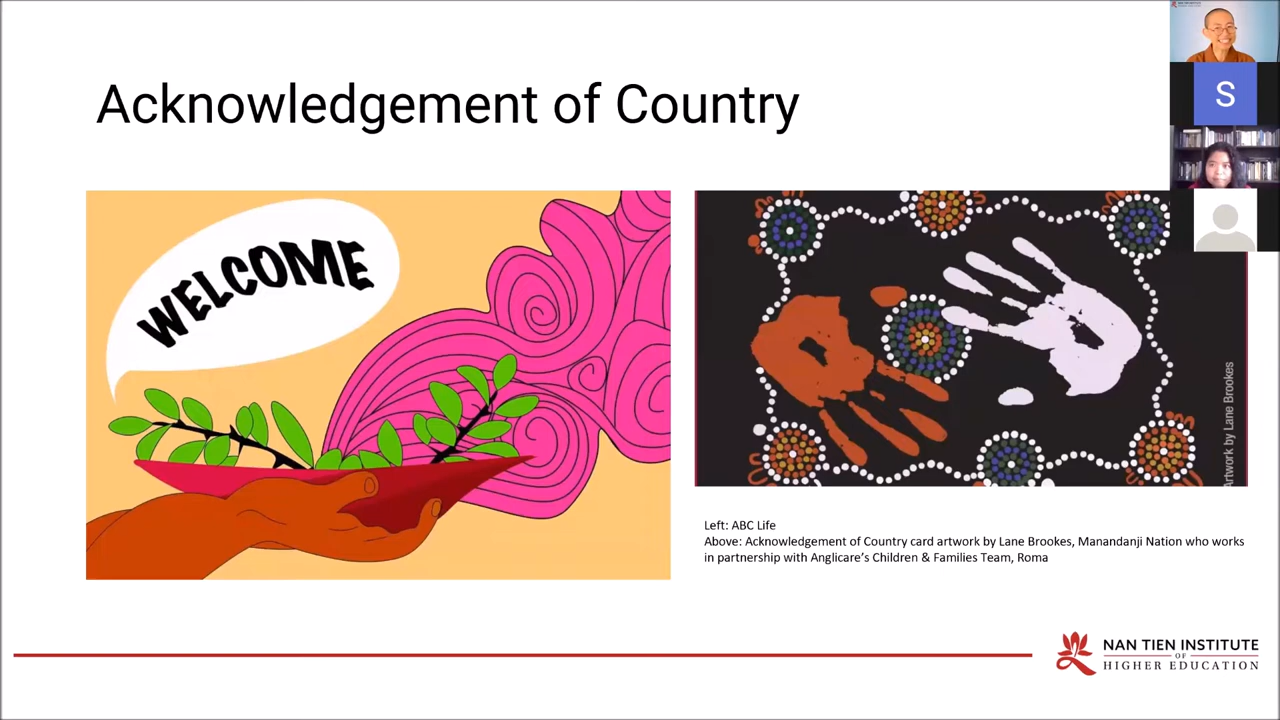 Acknowledgement of Country
WELCOME
Artwork by Lane Brookes
Left: ABC Life
Above: Acknowledgement of Country card artwork by Lane Brookes, Manandanji Nation who works
in partnership with Anglicare’s Children & Families Team, Roma
S
NAN TIEN INSTITUTE
OF
HIGHER EDUCATION